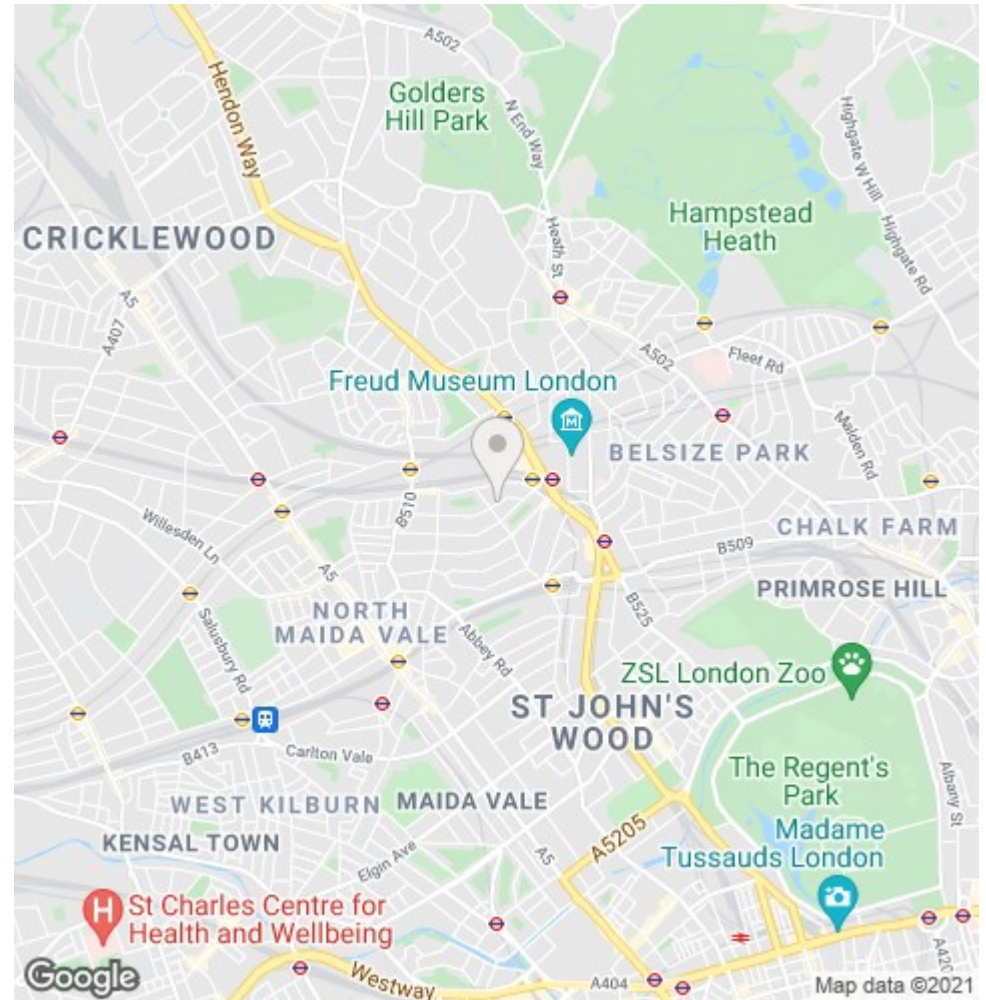 A502
Hendon Way
Golders
Hill Park
N End Way
Highgate W Hill
Hampstead
Heath
Highgate Rd
CRICKLEWOOD
Heath St
A5
A407
A502
Fleet Rd
Freud Museum London
M
Malden Rd
BELSIZE PARK
B510
Willesden Ln
CHALK FARM
B509
A5
PRIMROSE HILL
B525
NORTH
MAIDA VALE
Salusbury Rd
Abbey Rd
ZSL London Zoo
ST JOHN'S
WOOD
B413
Carlton Vale
The Regent's
Park
Albany St
WEST KILBURN
MAIDA VALE
KENSAL TOWN
A5205
Madame
Tussauds London
Elgin Ave
A5
H
St Charles Centre for
Health and Wellbeing
A420
Westway
A404
Google
Map data ©2021